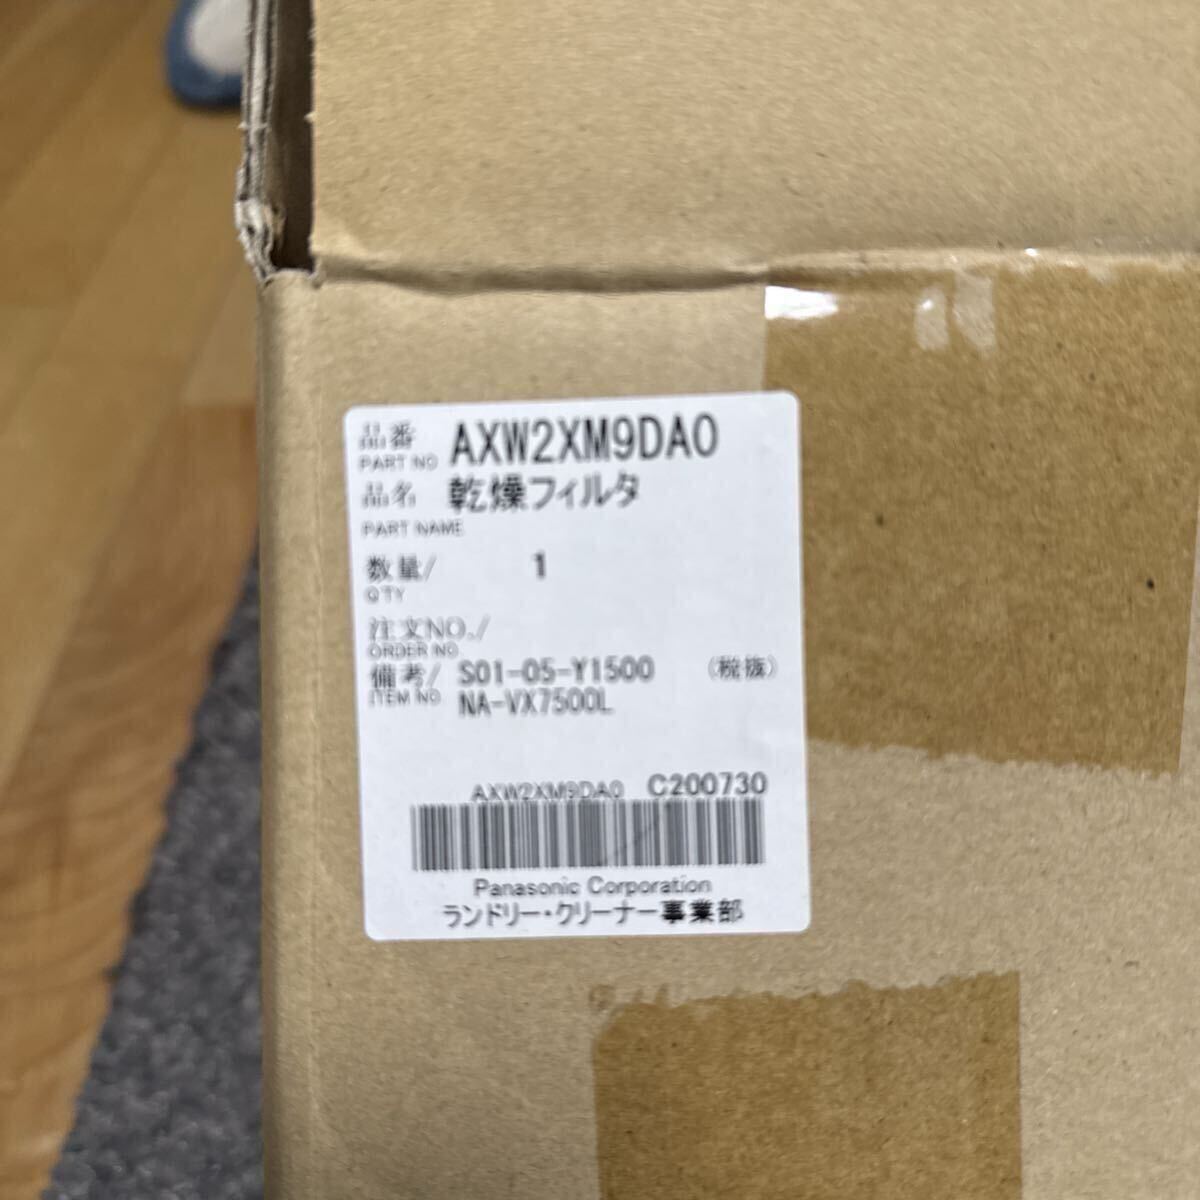 品番 AXW2XM9DA0
PART NO
品名 乾燥フィルタ
PART NAME
数量/ 1
Q'TY
注文NO./
ORDER NO.
備考/ S01-05-Y1500 (税抜)
ITEM NO NA-VX7500L
AXW2XM9DA0 C200730
Panasonic Corporation
ランドリー・クリーナー事業部